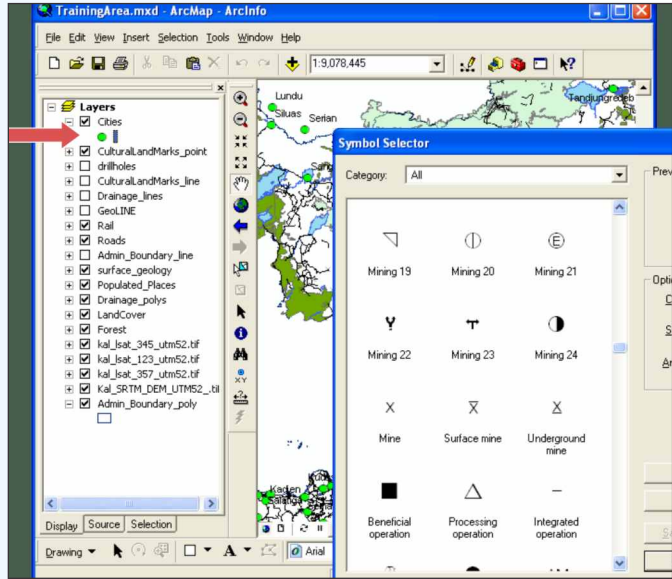 TrainingArea.mxd - ArcMap - ArcInfo
File Edit View Insert Selection Tools Window Help
1:9,078,445
Layers
Cities
CulturalLandMarks_point
drillholes
CulturalLandMarks_line
Drainage_lines
GeoLINE
Rail
Roads
Admin_Boundary_line
surface_geology
Populated_Places
Drainage_polys
LandCover
Forest
kal_lsat_345_utm52.tif
kal_lsat_123_utm52.tif
kal_lsat_357_utm52.tif
Kal_SRTM_DEM_UTM52_.til
Admin_Boundary_poly
Display Source Selection
Drawing
A
Arial
XY
Lundu
Siluas
Serian
Tandjungredeb
Sang
Symbol Selector
Category: All
Prev
Mining 19 Mining 20 Mining 21
E
Mining 22 Mining 23 Mining 24
Mine Surface mine Underground
mine
Beneficial Processing Integrated
operation operation operation
Opti